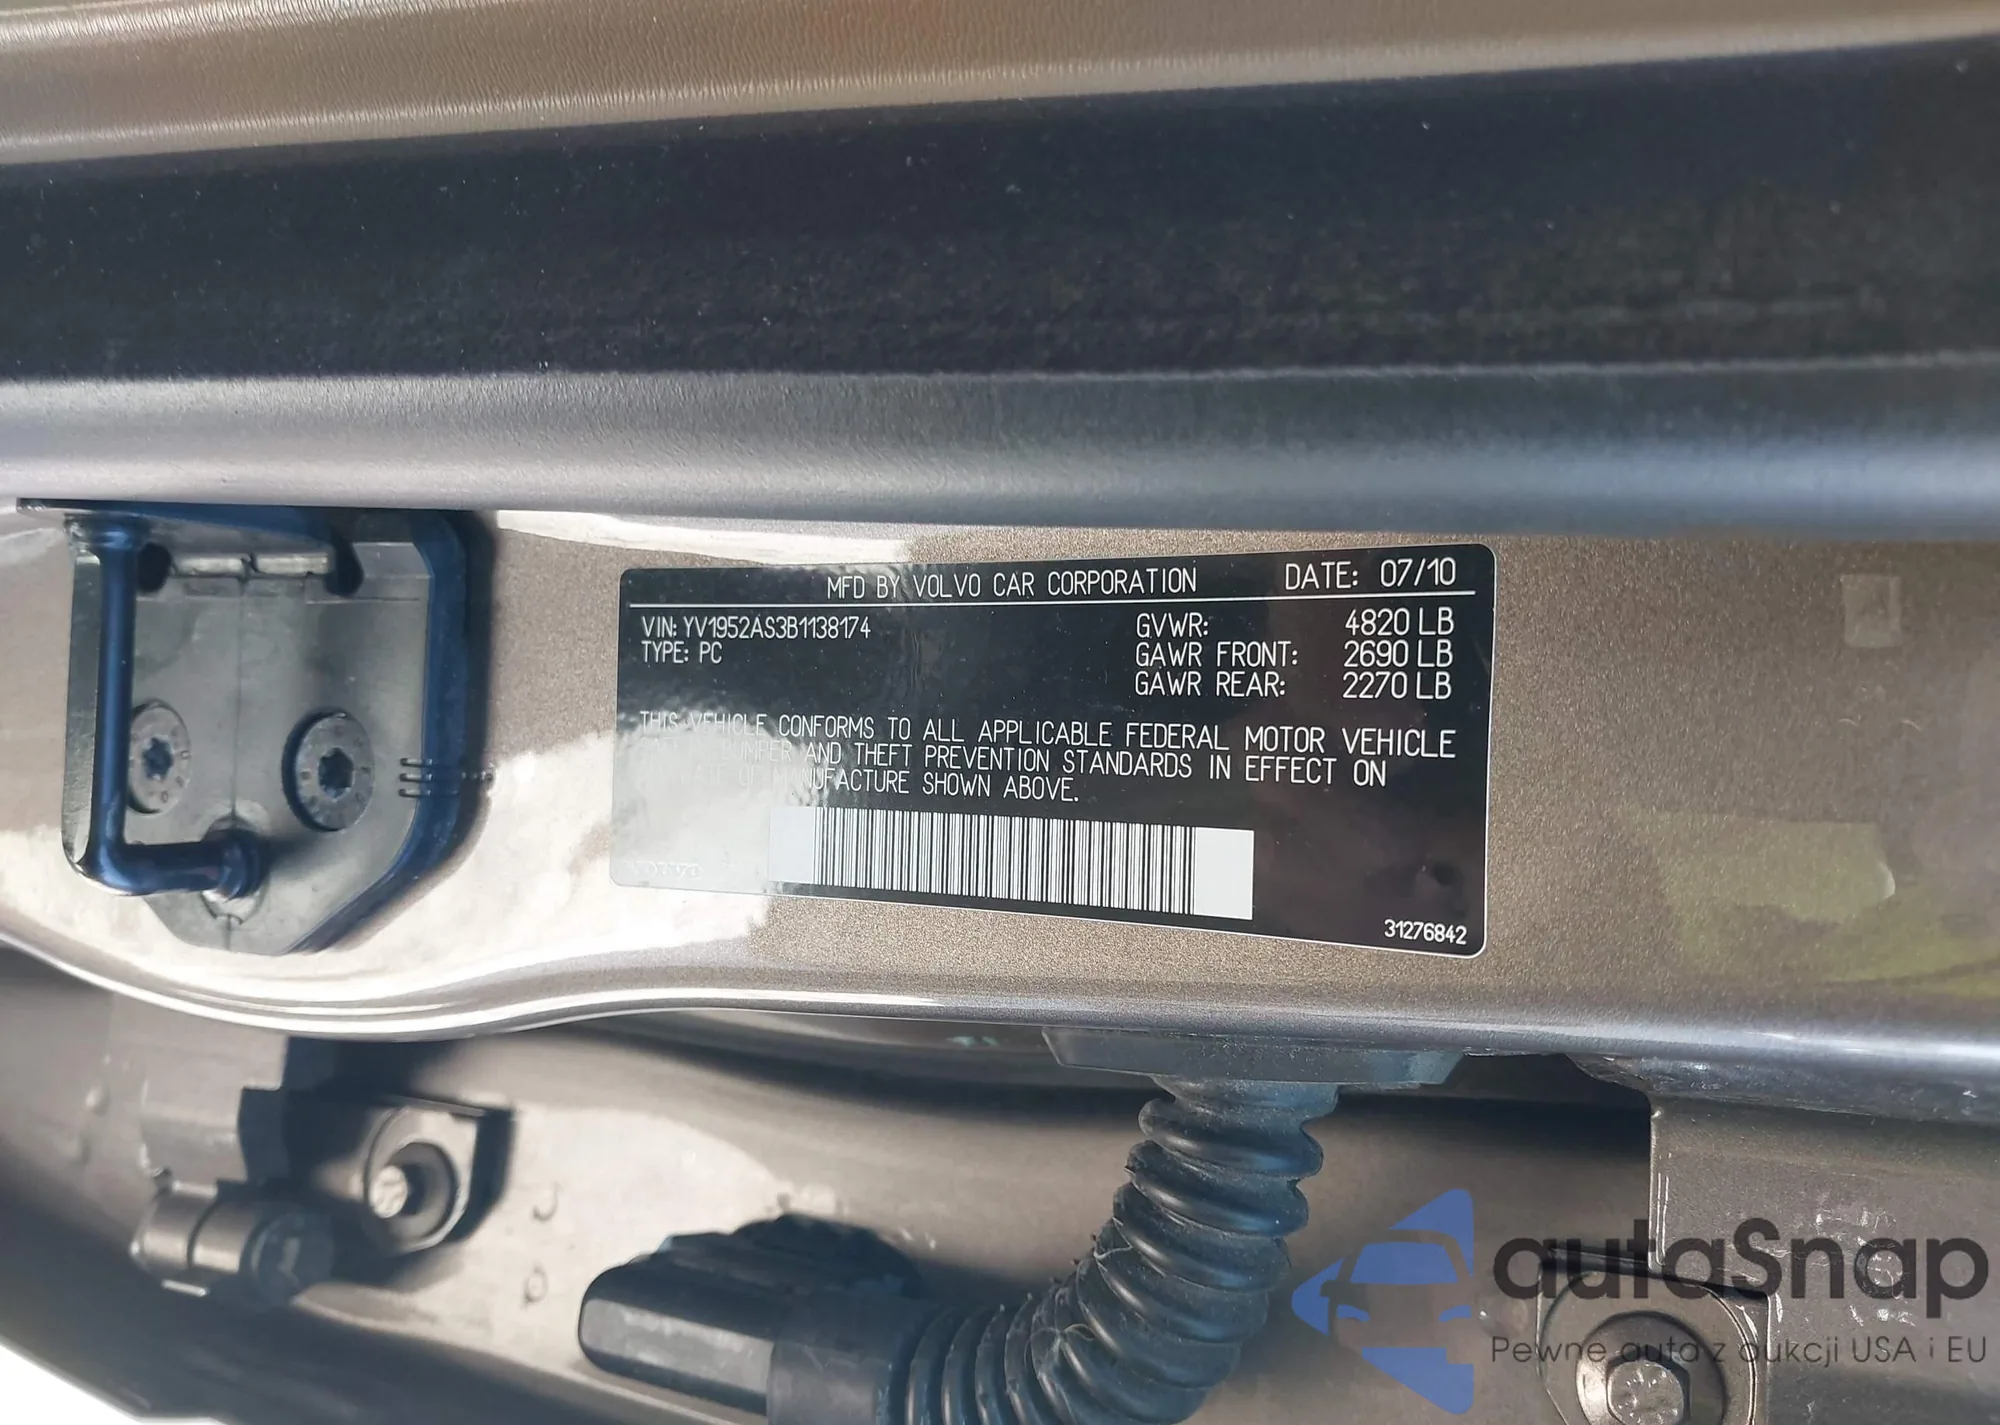 MFD BY VOLVO CAR CORPORATION DATE: 07/10
VIN: YV1952AS3B1138174 GVWR: 4820 LB
TYPE: PC GAWR FRONT: 2690 LB
GAWR REAR: 2270 LB
THIS VEHICLE CONFORMS TO ALL APPLICABLE FEDERAL MOTOR VEHICLE
BUMPER AND THEFT PREVENTION STANDARDS IN EFFECT ON
MANUFACTURE SHOWN ABOVE.
VOLVO
31276842
autaSnap
Pewne auta z aukcji USA i EU